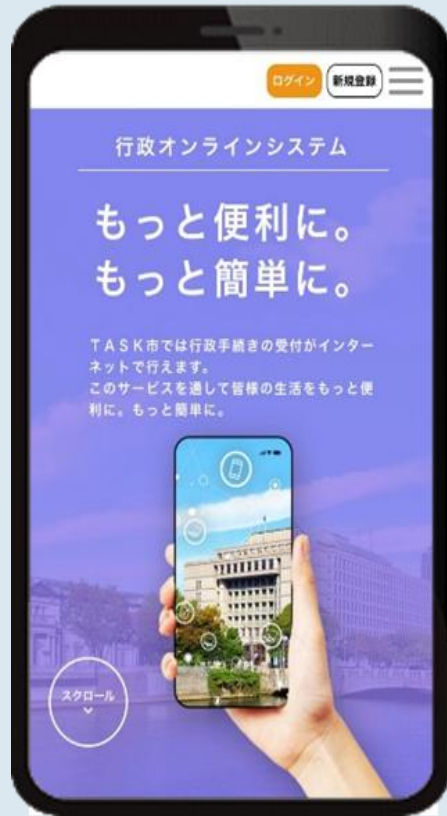 ログイン
新規登録
行政オンラインシステム
もっと便利に。
もっと簡単に。
ＴＡＳＫ市では行政手続きの受付がインター
ネットで行えます。
このサービスを通して皆様の生活をもっと便
利に。もっと簡単に。
スクロール